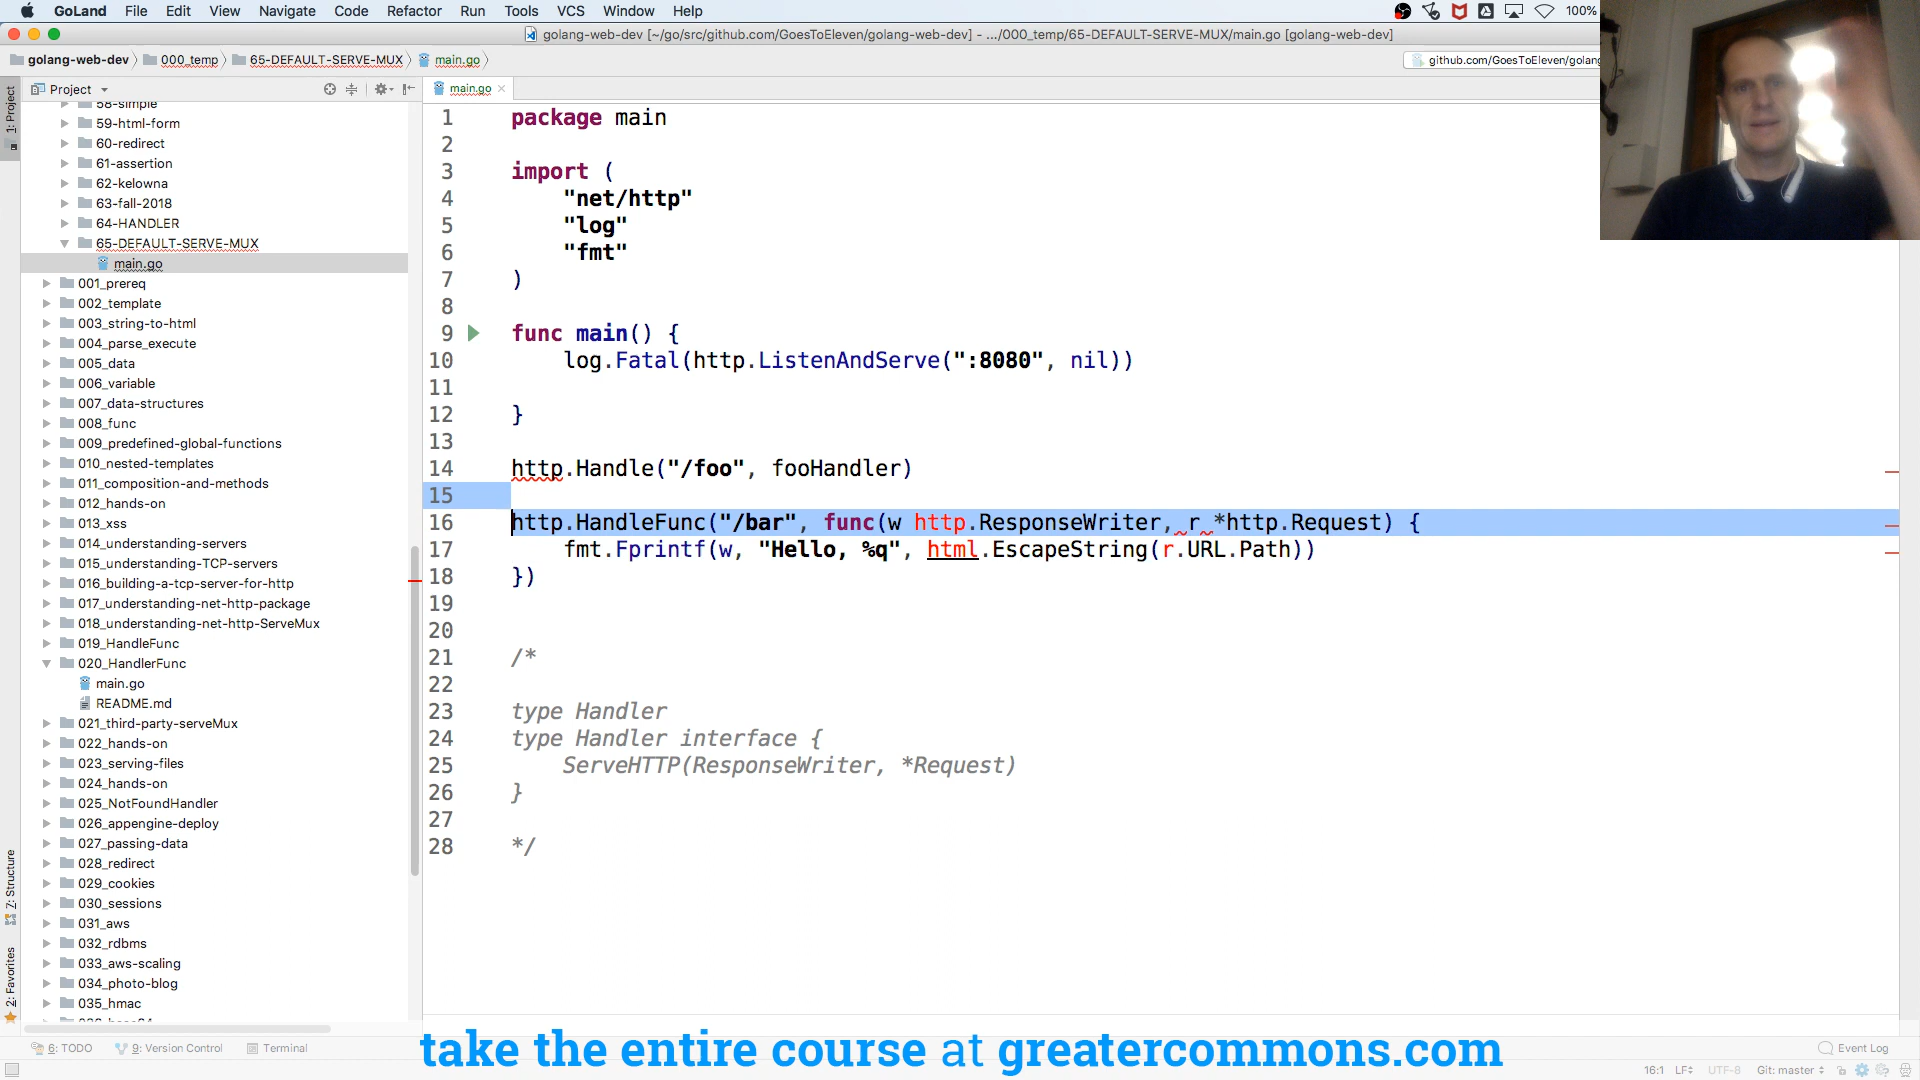 GoLand File Edit View Navigate Code Refactor Run Tools VCS Window Help 100%
golang-web-dev [~/go/src/github.com/GoesToEleven/golang-web-dev] - .../000_temp/65-DEFAULT-SERVE-MUX/main.go [golang-web-dev]
golang-web-dev 000_temp 65-DEFAULT-SERVE-MUX main.go github.com/GoesToEleven/golang
Project main.go
1: Project
58-simple
59-html-form
60-redirect
61-assertion
62-kelowna
63-fall-2018
64-HANDLER
65-DEFAULT-SERVE-MUX
main.go
001_prereq
002_template
003_string-to-html
004_parse_execute
005_data
006_variable
007_data-structures
008_func
009_predefined-global-functions
010_nested-templates
011_composition-and-methods
012_hands-on
013_xss
014_understanding-servers
015_understanding-TCP-servers
016_building-a-tcp-server-for-http
017_understanding-net-http-package
018_understanding-net-http-ServeMux
019_HandleFunc
020_HandlerFunc
main.go
README.md
021_third-party-serveMux
022_hands-on
023_serving-files
024_hands-on
025_NotFoundHandler
026_appengine-deploy
027_passing-data
028_redirect
029_cookies
030_sessions
031_aws
032_rdbms
033_aws-scaling
034_photo-blog
035_hmac
7: Structure
2: Favorites
1 package main
2
3 import (
4 "net/http"
5 "log"
6 "fmt"
7 )
8
9 func main() {
10 log.Fatal(http.ListenAndServe(":8080", nil))
11
12 }
13
14 http.Handle("/foo", fooHandler)
15
16 http.HandleFunc("/bar", func(w http.ResponseWriter, r *http.Request) {
17 fmt.Fprintf(w, "Hello, %q", html.EscapeString(r.URL.Path))
18 })
19
20
21 /*
22
23 type Handler
24 type Handler interface {
25 ServeHTTP(ResponseWriter, *Request)
26 }
27
28 */
6: TODO 9: Version Control Terminal Event Log
take the entire course at greatercommons.com
16:1 LF UTF-8 Git: master